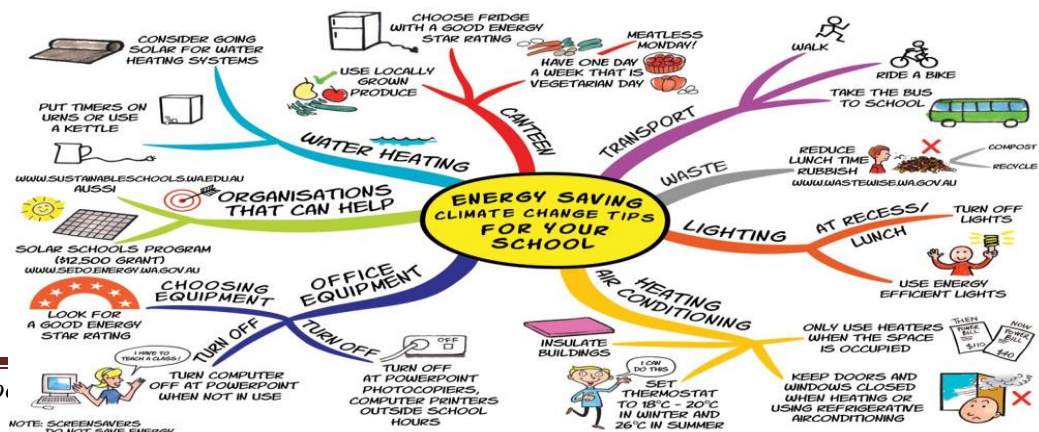 ENERGY SAVING
CLIMATE CHANGE TIPS
FOR YOUR
SCHOOL
CONSIDER GOING
SOLAR FOR WATER
HEATING SYSTEMS
PUT TIMERS ON
URNS OR USE
A KETTLE
WATER HEATING
CHOOSE FRIDGE
WITH A GOOD ENERGY
STAR RATING
USE LOCALLY
GROWN
PRODUCE
MEATLESS
MONDAY!
HAVE ONE DAY
A WEEK THAT IS
VEGETARIAN DAY
CANTEEN
TRANSPORT
WALK
RIDE A BIKE
TAKE THE BUS
TO SCHOOL
WASTE
REDUCE
LUNCH TIME
RUBBISH
WWW.WASTEWISE.WA.GOV.AU
COMPOST
RECYCLE
LIGHTING
AT RECESS/
LUNCH
TURN OFF
LIGHTS
USE ENERGY
EFFICIENT LIGHTS
HEATING
AIR CONDITIONING
INSULATE
BUILDINGS
I CAN
DO THIS
SET
THERMOSTAT
TO 18°C - 20°C
IN WINTER AND
26°C IN SUMMER
ONLY USE HEATERS
WHEN THE SPACE
IS OCCUPIED
THEN
POWER
BILL
$110
NOW
POWER
BILL
$40
KEEP DOORS AND
WINDOWS CLOSED
WHEN HEATING OR
USING REFRIGERATIVE
AIRCONDITIONING
OFFICE
EQUIPMENT
CHOOSING
EQUIPMENT
LOOK FOR
A GOOD ENERGY
STAR RATING
TURN OFF
I HAVE TO
TEACH A CLASS!
TURN COMPUTER
OFF AT POWERPOINT
WHEN NOT IN USE
NOTE: SCREENSAVERS
DO NOT SAVE ENERGY
TURN OFF
OFF
TURN OFF
AT POWERPOINT
PHOTOCOPIERS,
COMPUTER PRINTERS
OUTSIDE SCHOOL
HOURS
ORGANISATIONS
THAT CAN HELP
WWW.SUSTAINABLESCHOOLS.WA.EDU.AU
AUSSI
SOLAR SCHOOLS PROGRAM
($12,500 GRANT)
WWW.SEDO.ENERGY.WA.GOV.AU